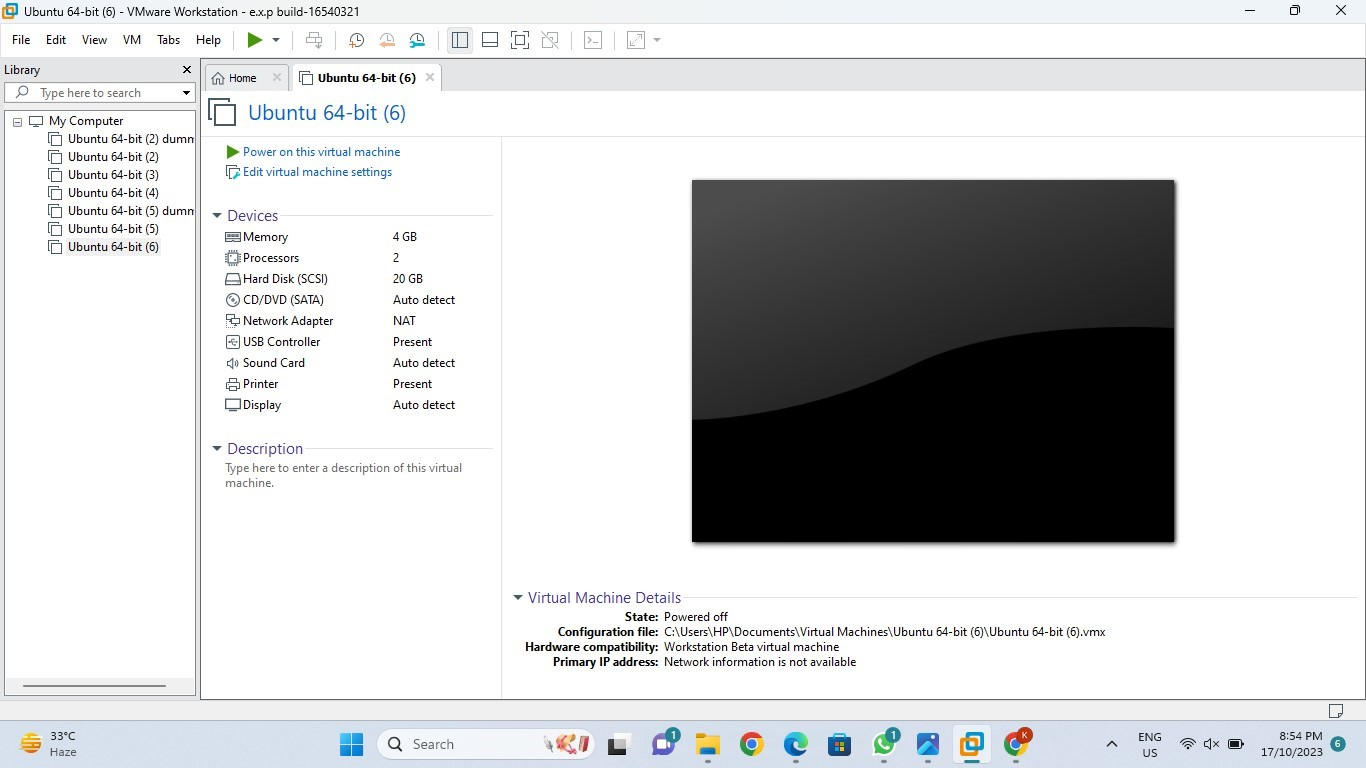 Ubuntu 64-bit (6) - VMware Workstation - e.x.p build-16540321
File Edit View VM Tabs Help
Library
Type here to search
My Computer
Ubuntu 64-bit (2) dumm
Ubuntu 64-bit (2)
Ubuntu 64-bit (3)
Ubuntu 64-bit (4)
Ubuntu 64-bit (5) dumm
Ubuntu 64-bit (5)
Ubuntu 64-bit (6)
Home
Ubuntu 64-bit (6)
Ubuntu 64-bit (6)
Power on this virtual machine
Edit virtual machine settings
Devices
Memory 4 GB
Processors 2
Hard Disk (SCSI) 20 GB
CD/DVD (SATA) Auto detect
Network Adapter NAT
USB Controller Present
Sound Card Auto detect
Printer Present
Display Auto detect
Description
Type here to enter a description of this virtual
machine.
Virtual Machine Details
State: Powered off
Configuration file: C:\Users\HP\Documents\Virtual Machines\Ubuntu 64-bit (6)\Ubuntu 64-bit (6).vmx
Hardware compatibility: Workstation Beta virtual machine
Primary IP address: Network information is not available
33°C
Haze
Search
1
1
K
ENG
US
8:54 PM
17/10/2023
6